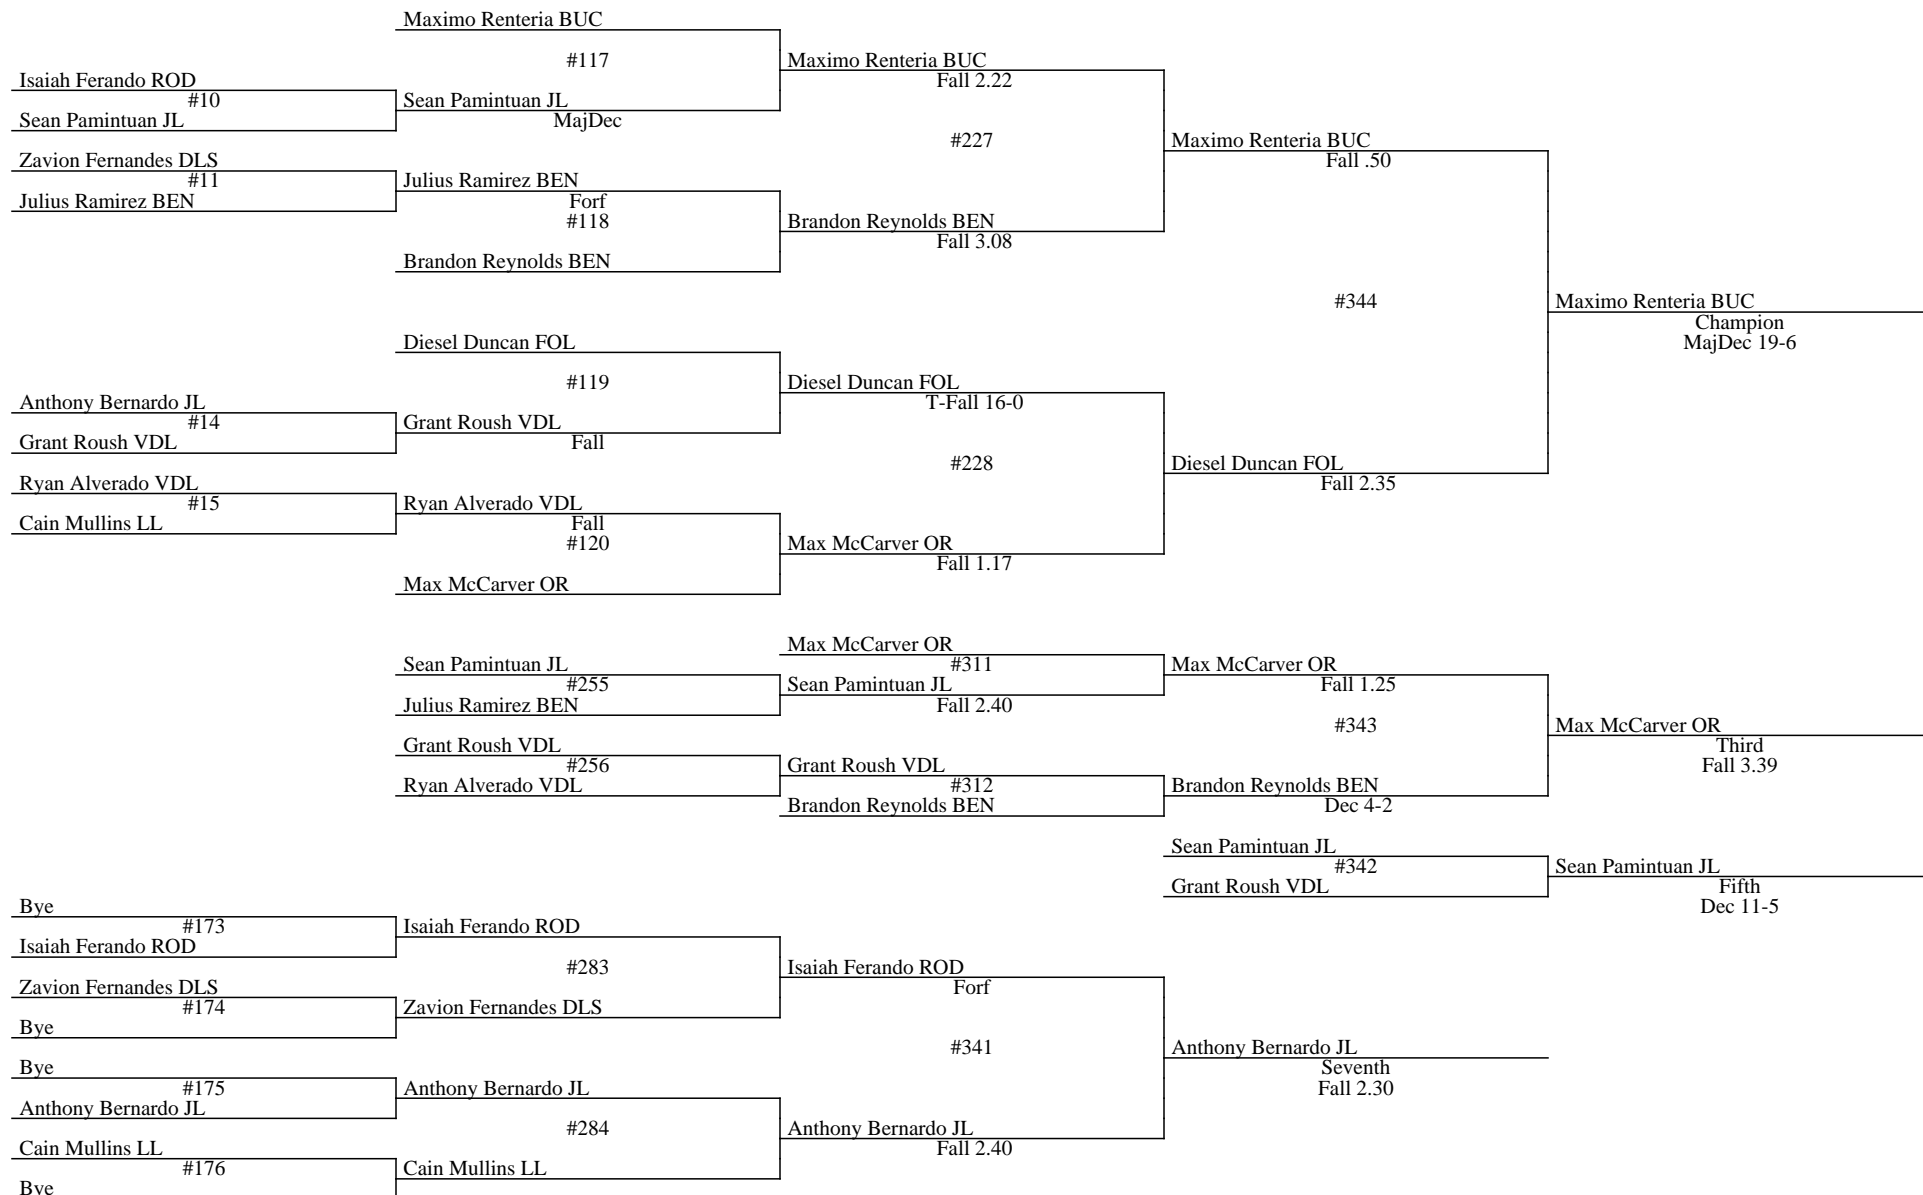 Maximo Renteria BUC
#117
Maximo Renteria BUC
Isaiah Ferando ROD
Fall 2.22
#10
Sean Pamintuan JL
Sean Pamintuan JL
MajDec
#227
Maximo Renteria BUC
Zavion Fernandes DLS
Fall .50
#11
Julius Ramirez BEN
Julius Ramirez BEN
Forf
#118
Brandon Reynolds BEN
Fall 3.08
Brandon Reynolds BEN
#344
Maximo Renteria BUC
Champion
MajDec 19-6
Diesel Duncan FOL
#119
Diesel Duncan FOL
Anthony Bernardo JL
T-Fall 16-0
#14
Grant Roush VDL
Grant Roush VDL
Fall
#228
Diesel Duncan FOL
Ryan Alverado VDL
Fall 2.35
#15
Ryan Alverado VDL
Cain Mullins LL
Fall
#120
Max McCarver OR
Fall 1.17
Max McCarver OR
Max McCarver OR
Sean Pamintuan JL
#311
Max McCarver OR
#255
Sean Pamintuan JL
Fall 1.25
Julius Ramirez BEN
Fall 2.40
#343
Max McCarver OR
Grant Roush VDL
Third
#256
Grant Roush VDL
Fall 3.39
Ryan Alverado VDL
#312
Brandon Reynolds BEN
Brandon Reynolds BEN
Dec 4-2
Sean Pamintuan JL
#342
Sean Pamintuan JL
Grant Roush VDL
Fifth
Dec 11-5
Bye
#173
Isaiah Ferando ROD
Isaiah Ferando ROD
#283
Isaiah Ferando ROD
Zavion Fernandes DLS
Forf
#174
Zavion Fernandes DLS
Bye
#341
Anthony Bernardo JL
Seventh
Fall 2.30
Bye
#175
Anthony Bernardo JL
Anthony Bernardo JL
#284
Anthony Bernardo JL
Cain Mullins LL
Fall 2.40
#176
Cain Mullins LL
Bye